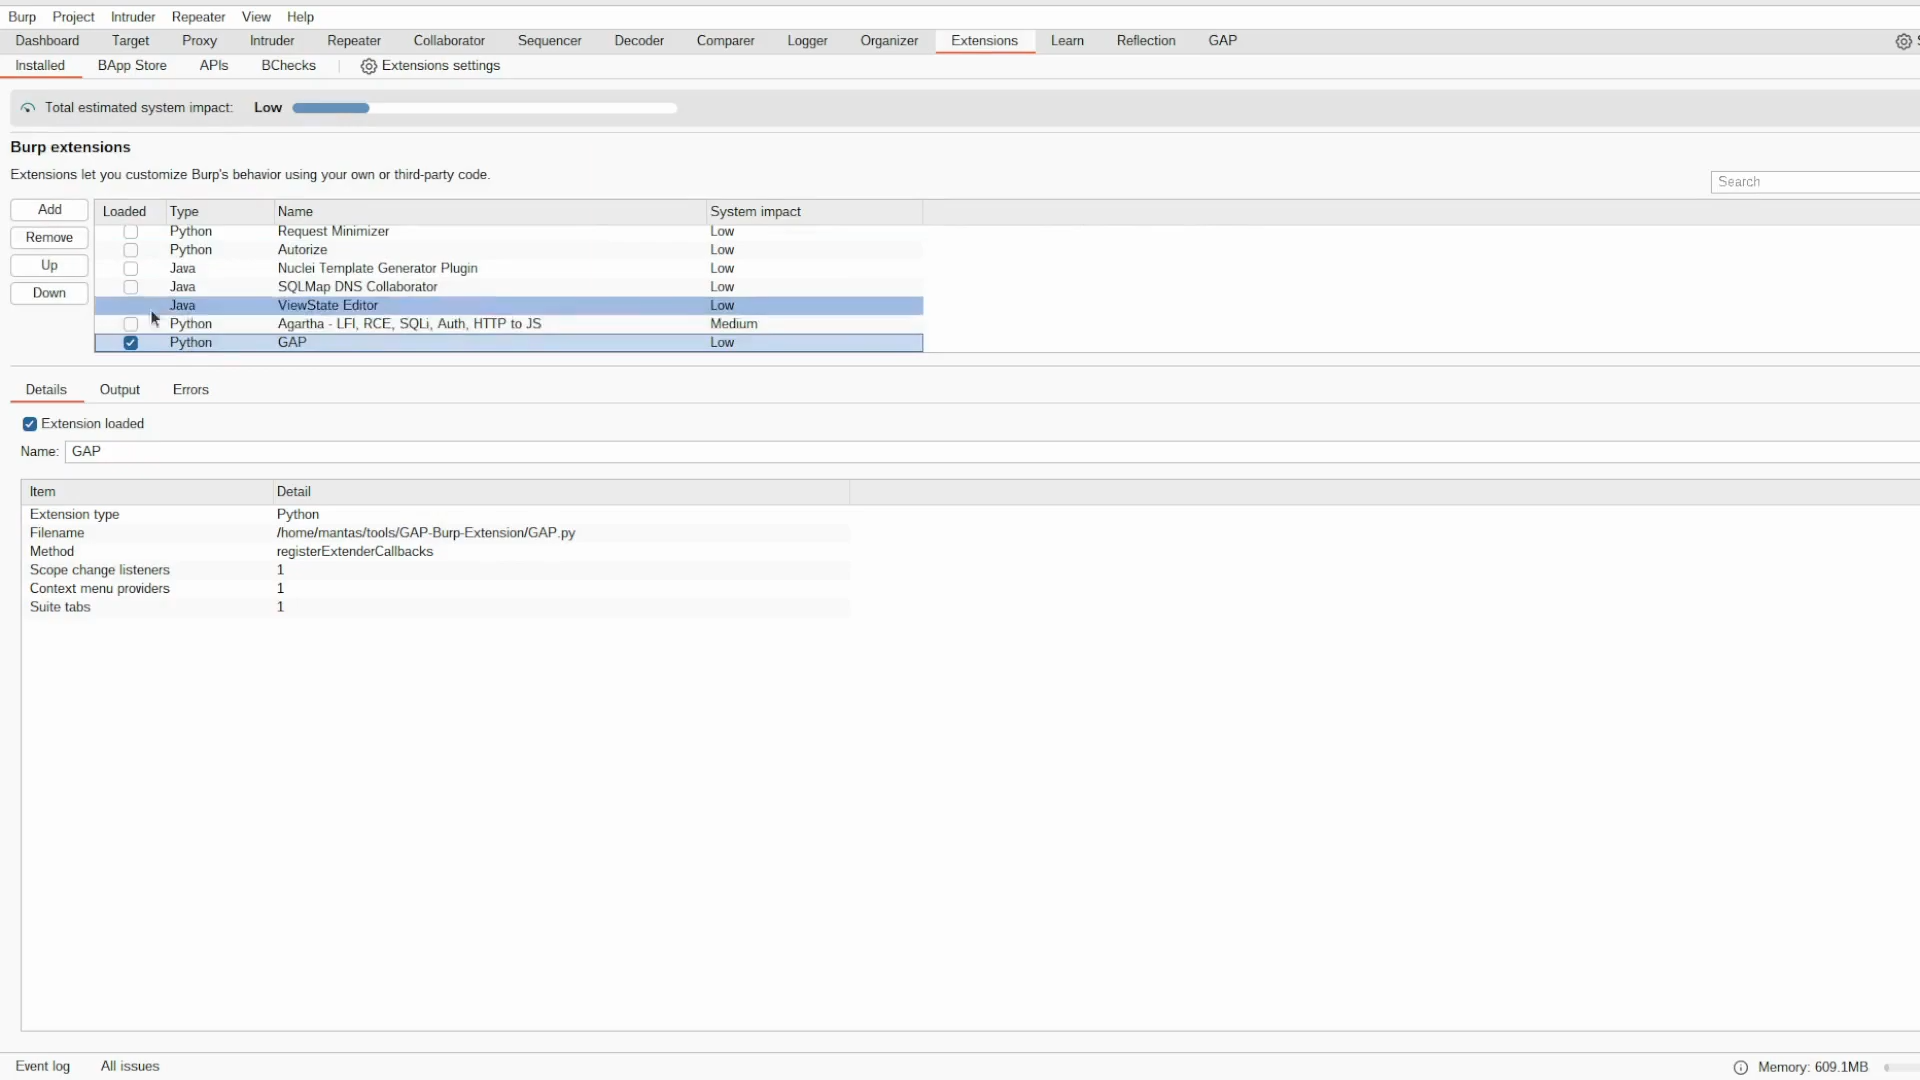 Burp Project Intruder Repeater View Help
Dashboard Target Proxy Intruder Repeater Collaborator Sequencer Decoder Comparer Logger Organizer Extensions Learn Reflection GAP
Installed BApp Store APIs BChecks Extensions settings
Total estimated system impact: Low
Burp extensions
Extensions let you customize Burp's behavior using your own or third-party code.
Search
Add
Remove
Up
Down
Loaded Type Name System impact
Python Request Minimizer Low
Python Autorize Low
Java Nuclei Template Generator Plugin Low
Java SQLMap DNS Collaborator Low
Java ViewState Editor Low
Python Agartha - LFI, RCE, SQLi, Auth, HTTP to JS Medium
Python GAP Low
Details Output Errors
Extension loaded
Name: GAP
Item Detail
Extension type Python
Filename /home/mantas/tools/GAP-Burp-Extension/GAP.py
Method registerExtenderCallbacks
Scope change listeners 1
Context menu providers 1
Suite tabs 1
Event log All issues Memory: 609.1MB